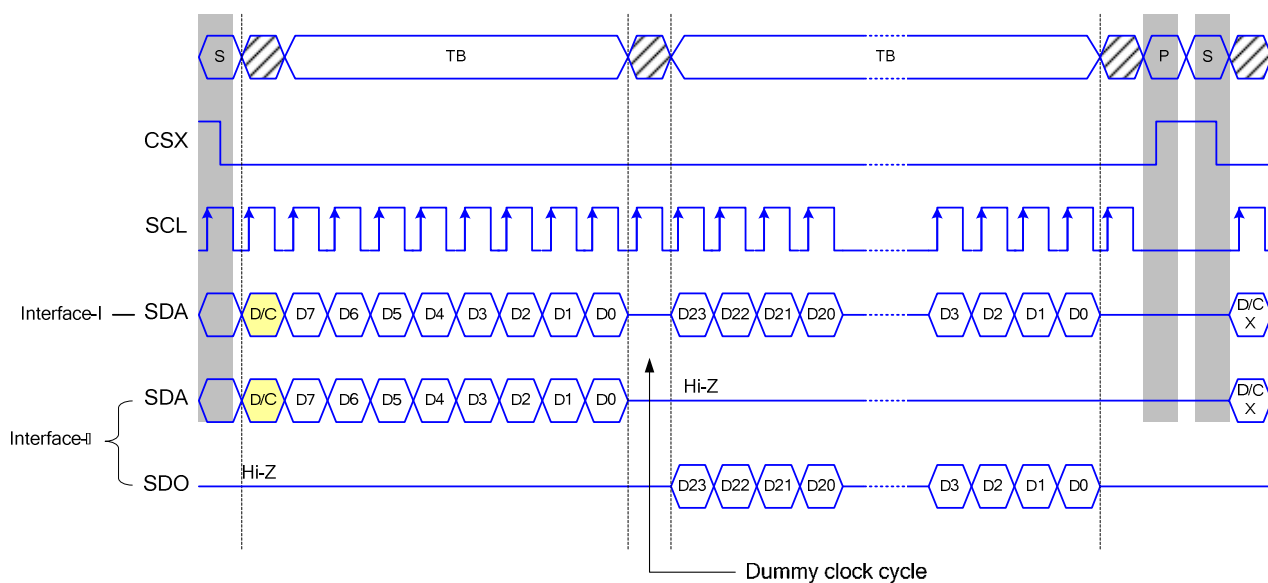 S TB TB P S
CSX
SCL
Interface-I SDA D/C D7 D6 D5 D4 D3 D2 D1 D0 D23 D22 D21 D20 D3 D2 D1 D0 D/C X
SDA D/C D7 D6 D5 D4 D3 D2 D1 D0 Hi-Z D/C X
Interface-▯
SDO Hi-Z D23 D22 D21 D20 D3 D2 D1 D0
Dummy clock cycle